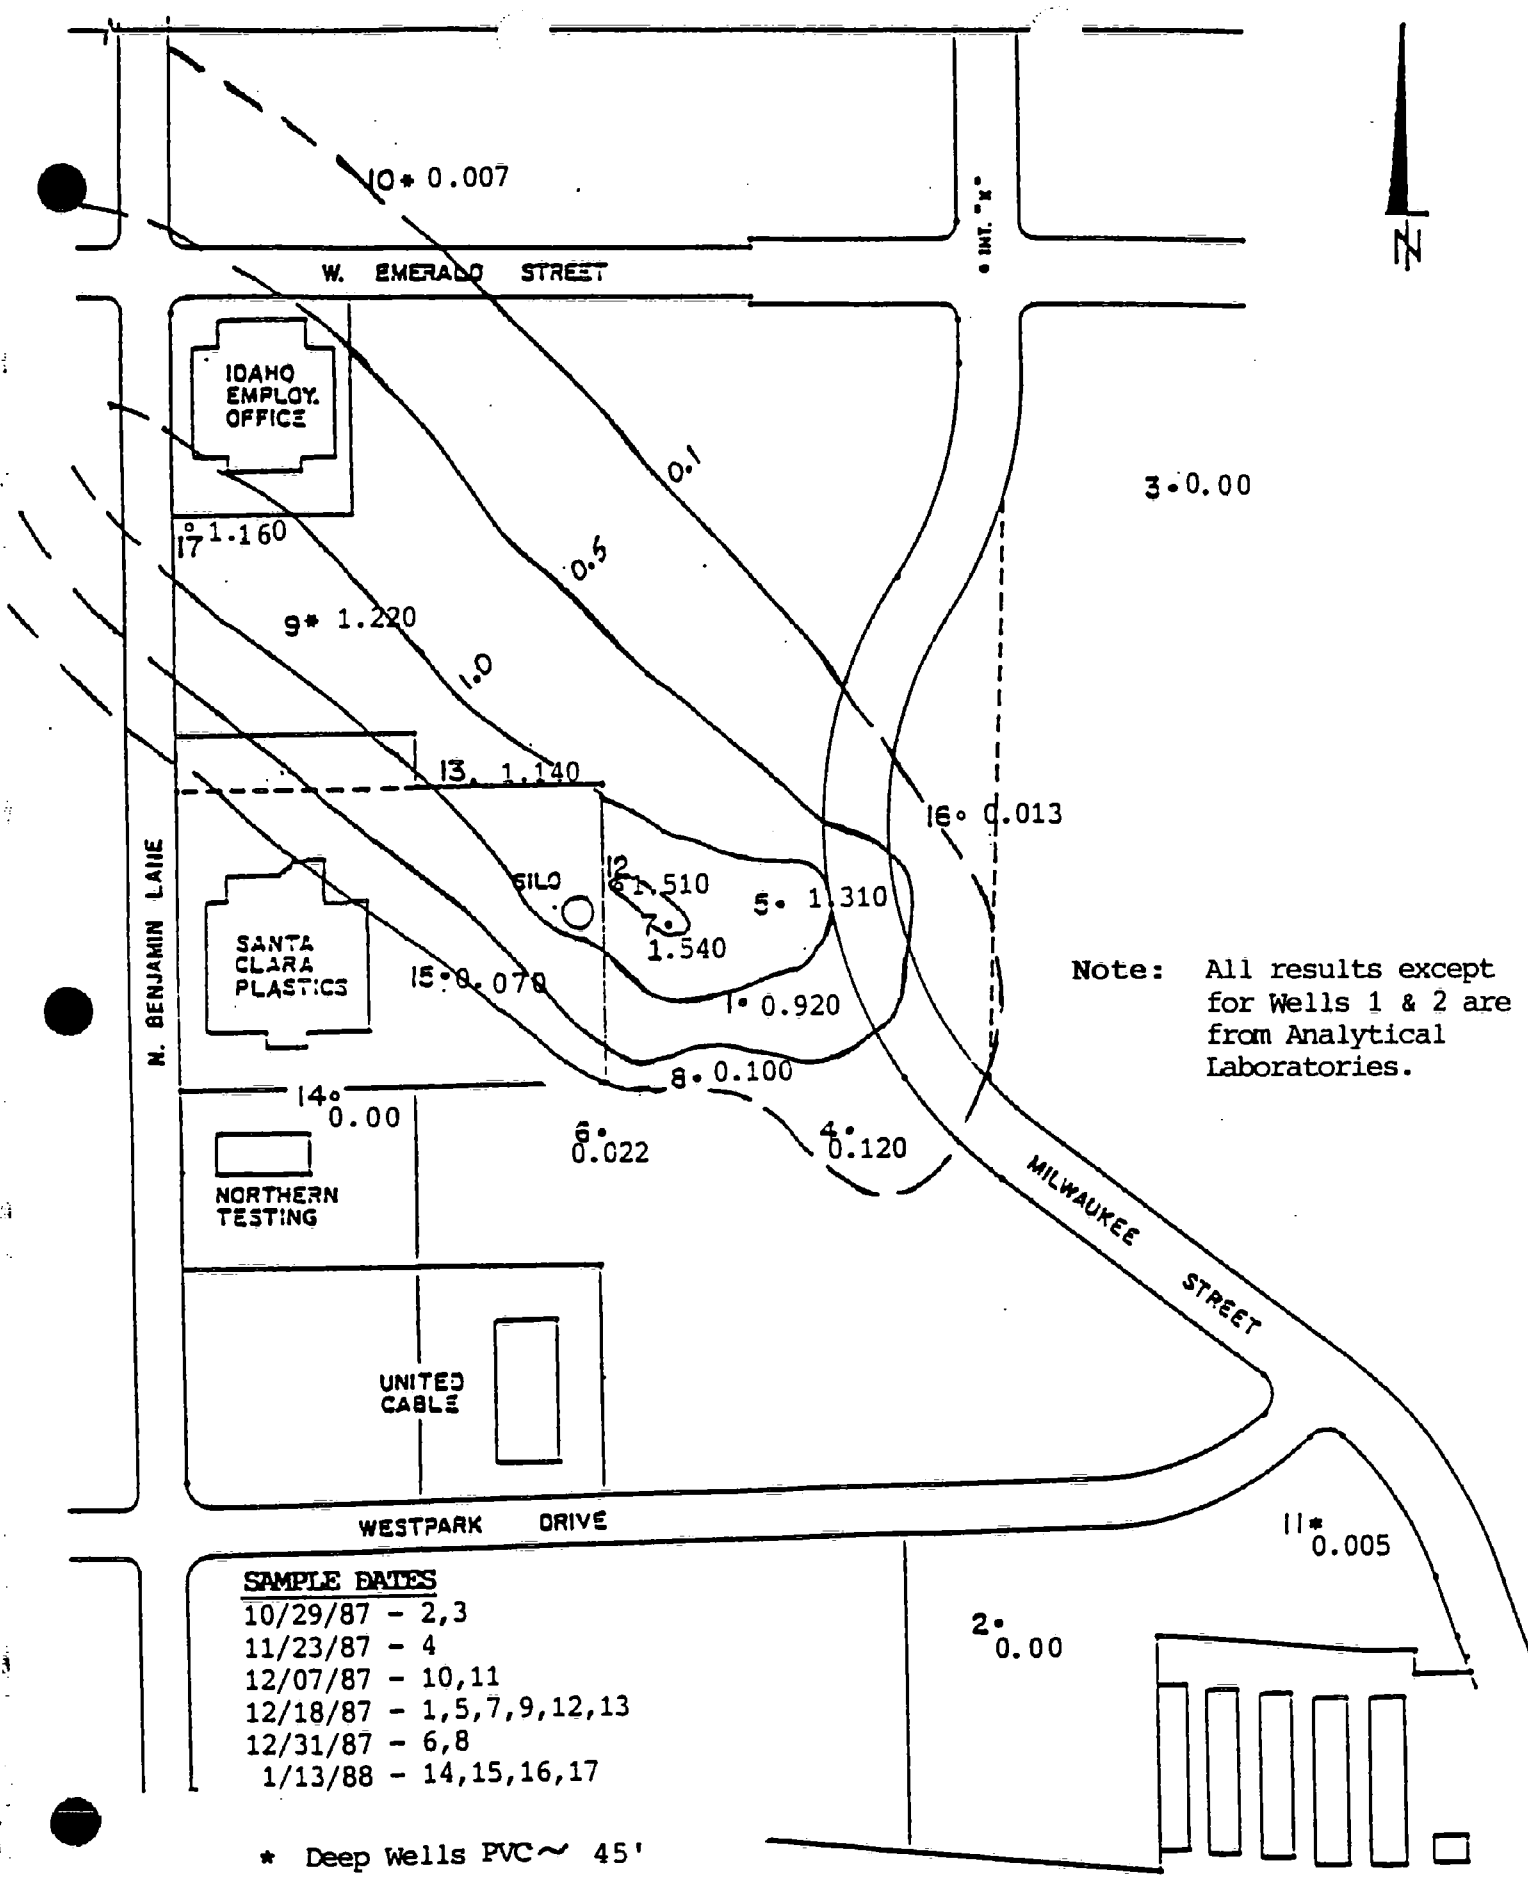 10* 0.007
INT. "X"
N
W. EMERALD STREET
IDAHO
EMPLOY.
OFFICE
0.1
3•0.00
17° 1.160
0.5
9* 1.220
1.0
13. 1.140
16° 0.013
N. BENJAMIN LANE
SILO
12
1.510
5• 1.310
7•
1.540
SANTA
CLARA
PLASTICS
15•0.070
1• 0.920
Note: All results except
for Wells 1 & 2 are
from Analytical
Laboratories.
8• 0.100
14°
0.00
6•
0.022
4•
0.120
NORTHERN
TESTING
MILWAUKEE STREET
UNITED
CABLE
WESTPARK DRIVE
11*
0.005
2•
0.00
SAMPLE DATES
10/29/87 - 2,3
11/23/87 - 4
12/07/87 - 10,11
12/18/87 - 1,5,7,9,12,13
12/31/87 - 6,8
1/13/88 - 14,15,16,17
* Deep Wells PVC~ 45'